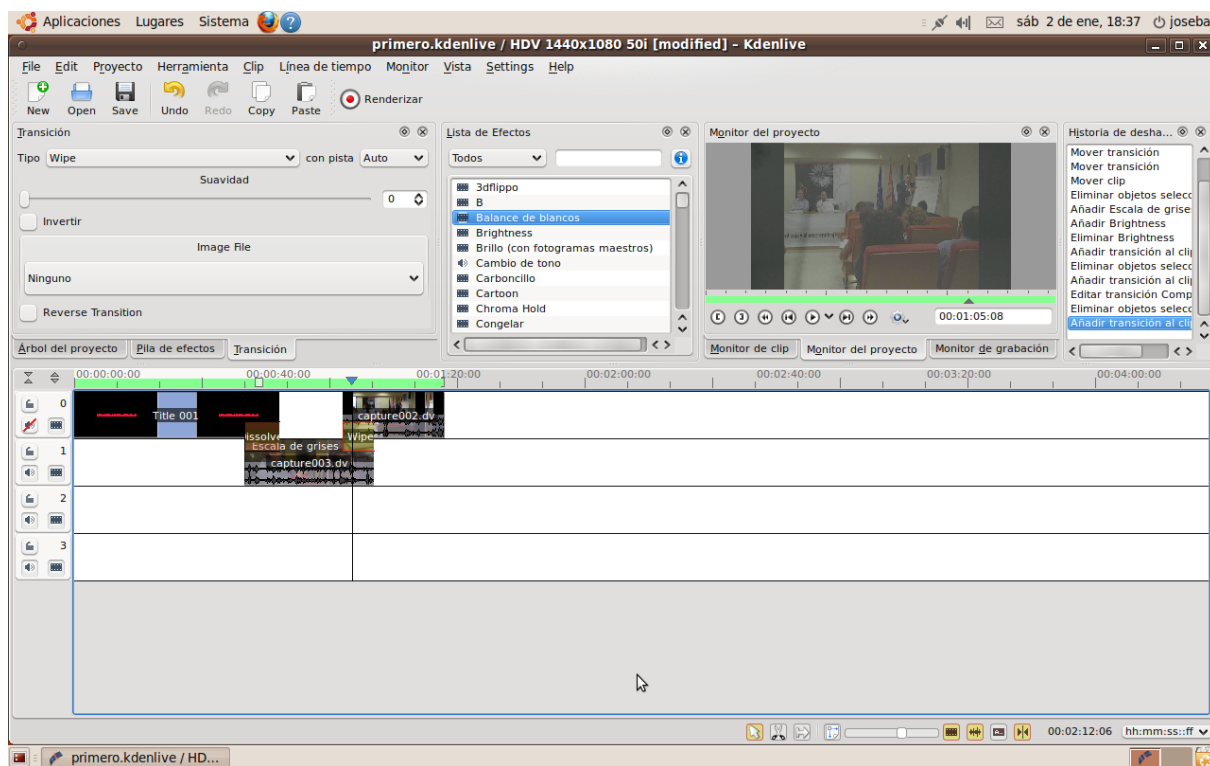 Aplicaciones Lugares Sistema ? sáb 2 de ene, 18:37 joseba
primero.kdenlive / HDV 1440x1080 50i [modified] – Kdenlive
File Edit Proyecto Herramienta Clip Línea de tiempo Monitor Vista Settings Help
New Open Save Undo Redo Copy Paste Renderizar
Transición
Tipo Wipe con pista Auto
Suavidad
0
Invertir
Image File
Ninguno
Reverse Transition
Árbol del proyecto Pila de efectos Transición
Lista de Efectos
Todos
3dflippo
B
Balance de blancos
Brightness
Brillo (con fotogramas maestros)
Cambio de tono
Carboncillo
Cartoon
Chroma Hold
Congelar
Monitor del proyecto
00:01:05:08
Monitor de clip Monitor del proyecto Monitor de grabación
Historia de desha...
Mover transición
Mover transición
Mover clip
Eliminar objetos selecc
Añadir Escala de grise
Añadir Brightness
Eliminar Brightness
Añadir transición al clip
Eliminar objetos selecc
Añadir transición al clip
Editar transición Comp
Eliminar objetos selecc
Añadir transición al clip
00:00:00:00 00:00:40:00 00:01:20:00 00:02:00:00 00:02:40:00 00:03:20:00 00:04:00:00
0
Title 001 capture002.dv
issolve Wipe
1
Escala de grises
capture003.dv
2
3
00:02:12:06 hh:mm:ss::ff
primero.kdenlive / HD...